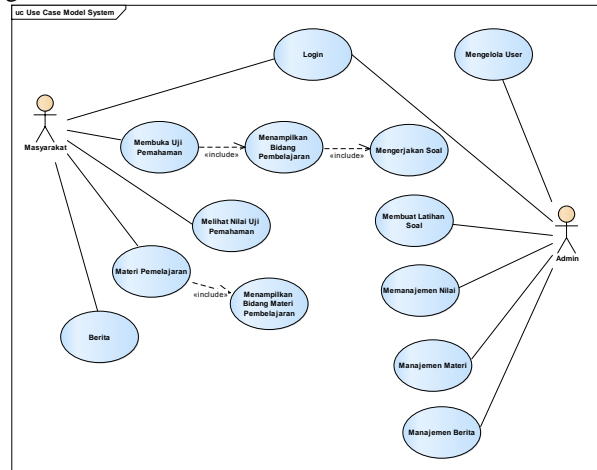 uc Use Case Model System
Login
Mengelola User
Masyarakat
Membuka Uji
Pemahaman
«include»
Menampilkan
Bidang
Pembelajaran
«include»
Mengerjakan Soal
Melihat Nilai Uji
Pemahaman
Membuat Latihan
Soal
Admin
Materi Pemelajaran
«include»
Menampilkan
Bidang Materi
Pembelajaran
Memanajemen Nilai
Berita
Manajemen Materi
Manajemen Berita